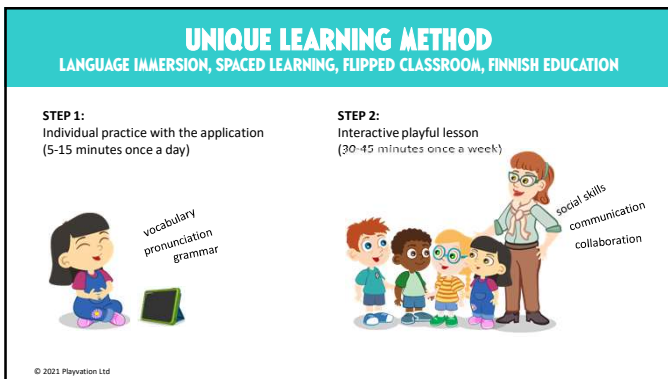 UNIQUE LEARNING METHOD
LANGUAGE IMMERSION, SPACED LEARNING, FLIPPED CLASSROOM, FINNISH EDUCATION
STEP 1:
Individual practice with the application
(5-15 minutes once a day)
vocabulary
pronunciation
grammar
STEP 2:
Interactive playful lesson
(30-45 minutes once a week)
social skills
communication
collaboration
© 2021 Playvation Ltd